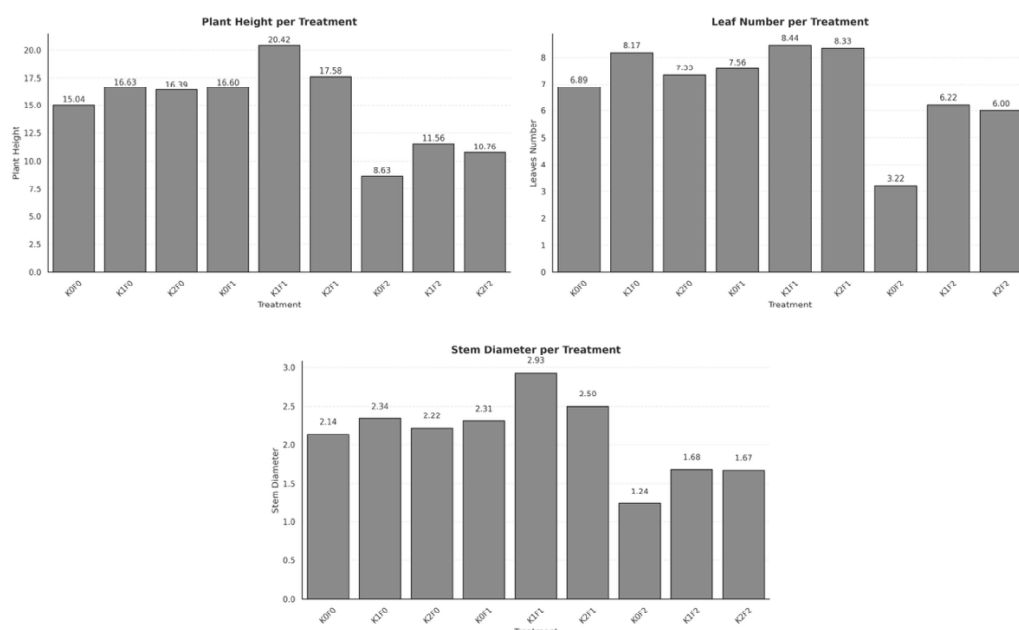 Plant Height per Treatment
20.42
20.0
17.58
17.5
16.63
16.39
16.60
15.04
15.0
12.5
11.56
10.76
10.0
8.63
7.5
5.0
2.5
0.0
Plant Height
K0F0
K1F0
K2F0
K0F1
K1F1
K2F1
K0F2
K1F2
K2F2
Treatment
Leaf Number per Treatment
8.44
8.33
8.17
8
7.33
7.56
6.89
7
6.22
6.00
6
5
4
3.22
3
2
1
0
Leaves Number
K0F0
K1F0
K2F0
K0F1
K1F1
K2F1
K0F2
K1F2
K2F2
Treatment
Stem Diameter per Treatment
2.93
3.0
2.50
2.5
2.34
2.31
2.22
2.14
2.0
1.68
1.67
1.5
1.24
1.0
0.5
0.0
Stem Diameter
K0F0
K1F0
K2F0
K0F1
K1F1
K2F1
K0F2
K1F2
K2F2
Treatment